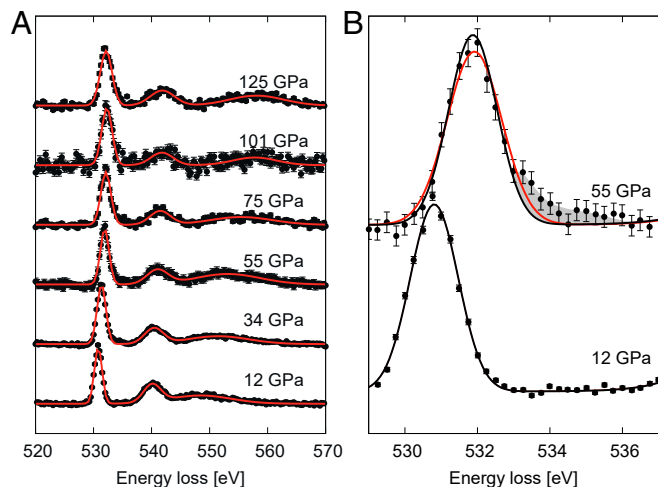 A
125 GPa
101 GPa
75 GPa
55 GPa
34 GPa
12 GPa
520 530 540 550 560 570
Energy loss [eV]
B
55 GPa
12 GPa
530 532 534 536
Energy loss [eV]